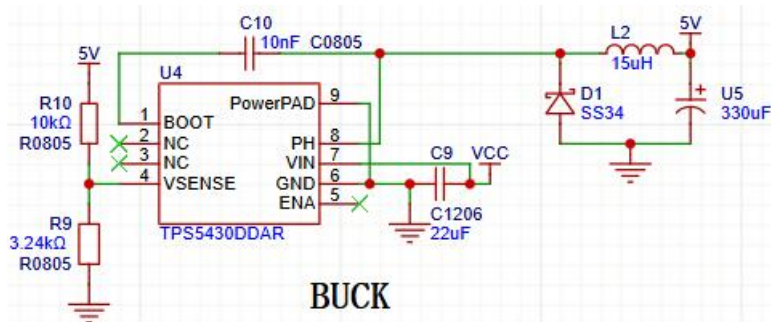 C10
10nF C0805
5V
U4
R10
10kΩ
R0805
1 BOOT
2 NC
3 NC
4 VSENSE
PowerPAD 9
PH 8
VIN 7
GND 6
ENA 5
TPS5430DDAR
R9
3.24kΩ
R0805
C9
VCC
C1206
22uF
L2
15uH
5V
D1
SS34
+
U5
330uF
BUCK